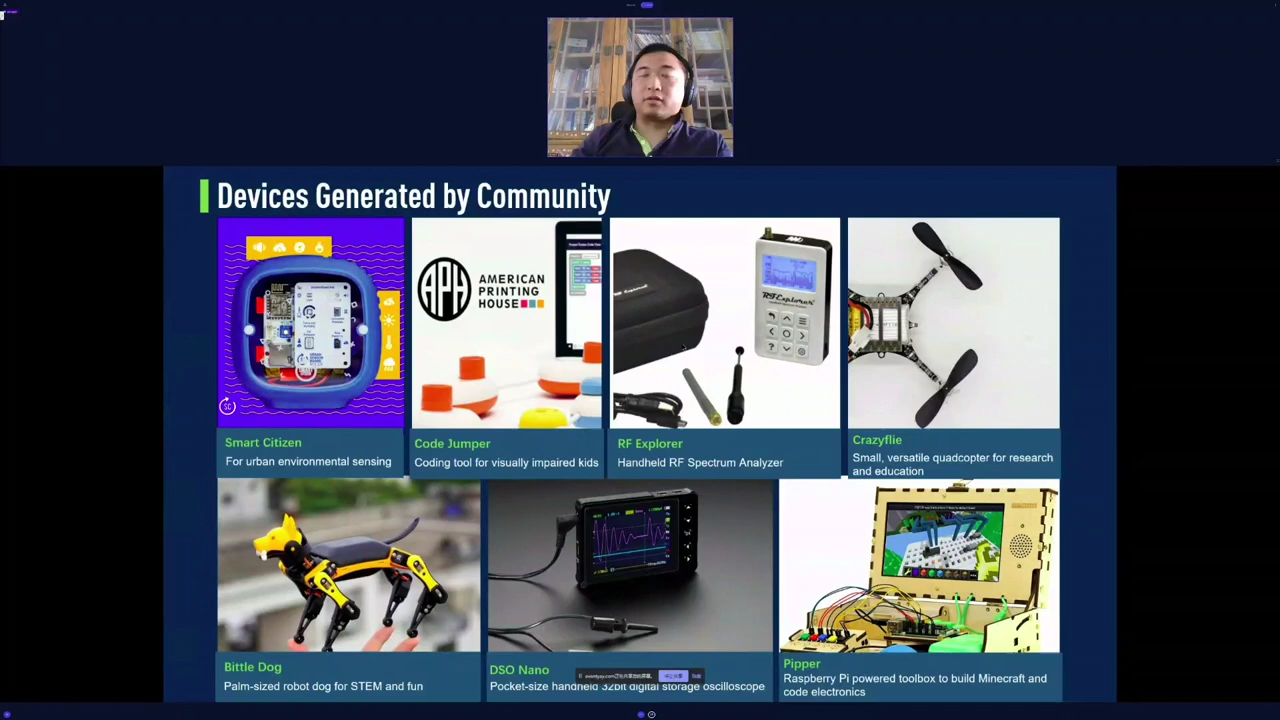 Devices Generated by Community
APH
AMERICAN
PRINTING
HOUSE
RF Explorer
RF Explorer
SC
Smart Citizen
For urban environmental sensing
Code Jumper
Coding tool for visually impaired kids
RF Explorer
Handheld RF Spectrum Analyzer
Crazyflie
Small, versatile quadcopter for research
and education
Bittle Dog
Palm-sized robot dog for STEM and fun
DSO Nano
Pocket-size handheld 32bit digital storage oscilloscope
Pipper
Raspberry Pi powered toolbox to build Minecraft and
code electronics